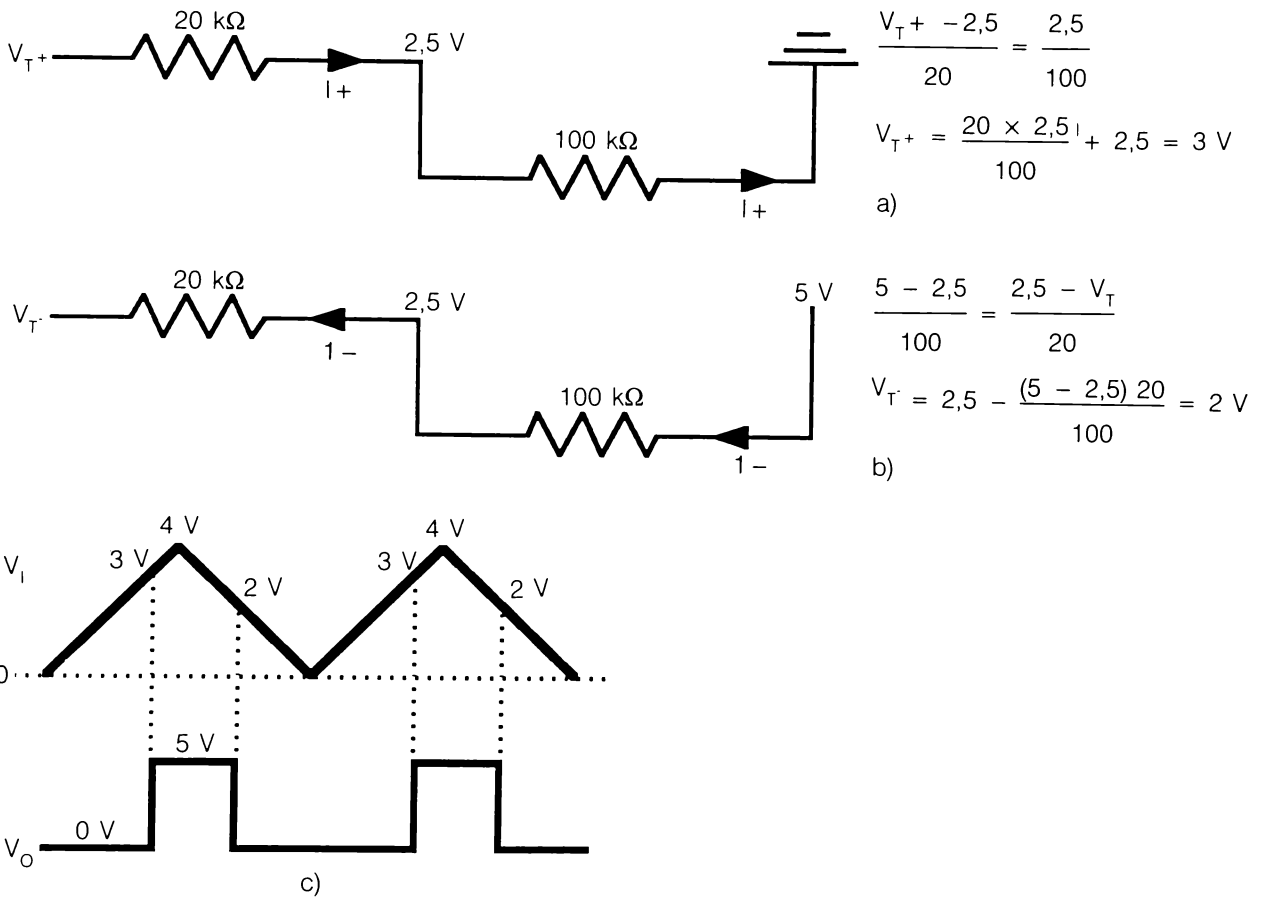 20 kΩ
V_T+
2,5 V
I+
100 kΩ
I+
V_T+ - 2,5 / 20 = 2,5 / 100
V_T+ = 20 × 2,5 / 100 + 2,5 = 3 V
a)
20 kΩ
V_T-
2,5 V
1 -
100 kΩ
1 -
5 V
5 - 2,5 / 100 = 2,5 - V_T / 20
V_T- = 2,5 - (5 - 2,5) 20 / 100 = 2 V
b)
4 V
4 V
V_I
3 V
3 V
2 V
2 V
0
5 V
0 V
V_O
c)